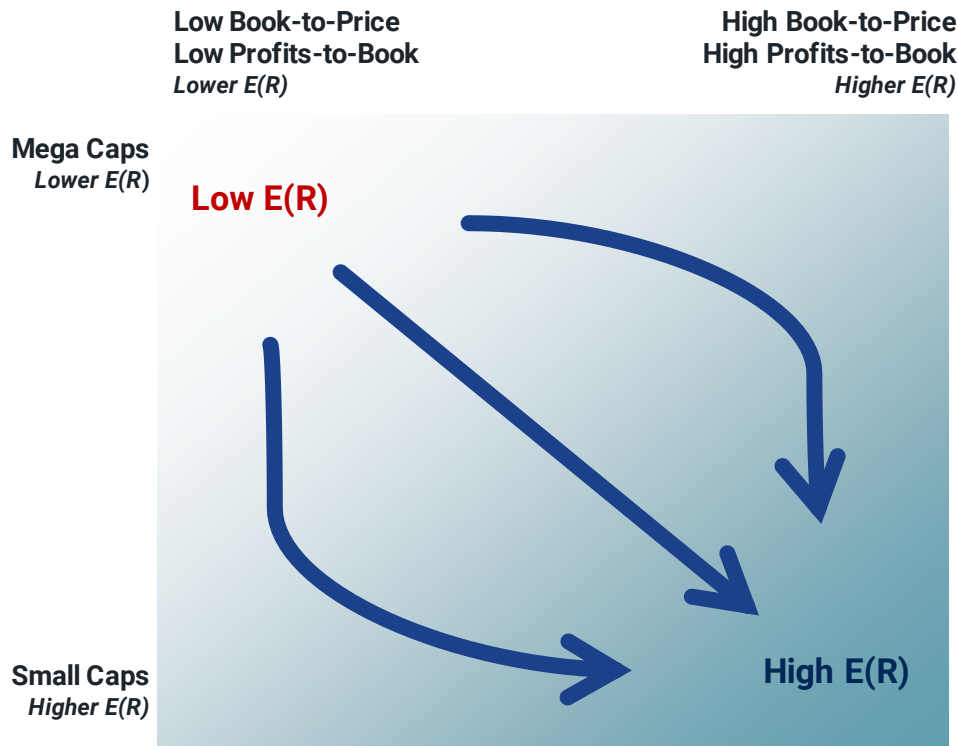 Low Book-to-Price
Low Profits-to-Book
Lower E(R)
High Book-to-Price
High Profits-to-Book
Higher E(R)
Mega Caps
Lower E(R)
Low E(R)
Small Caps
Higher E(R)
High E(R)